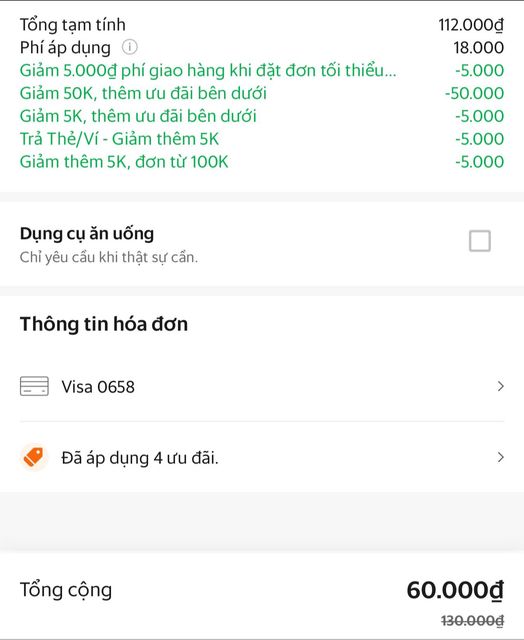 Tổng tạm tính 112.000₫
Phí áp dụng 18.000
Giảm 5.000₫ phí giao hàng khi đặt đơn tối thiểu... -5.000
Giảm 50K, thêm ưu đãi bên dưới -50.000
Giảm 5K, thêm ưu đãi bên dưới -5.000
Trả Thẻ/Ví - Giảm thêm 5K -5.000
Giảm thêm 5K, đơn từ 100K -5.000
Dụng cụ ăn uống
Chỉ yêu cầu khi thật sự cần.
Thông tin hóa đơn
Visa 0658
Đã áp dụng 4 ưu đãi.
Tổng cộng 60.000₫
130.000₫